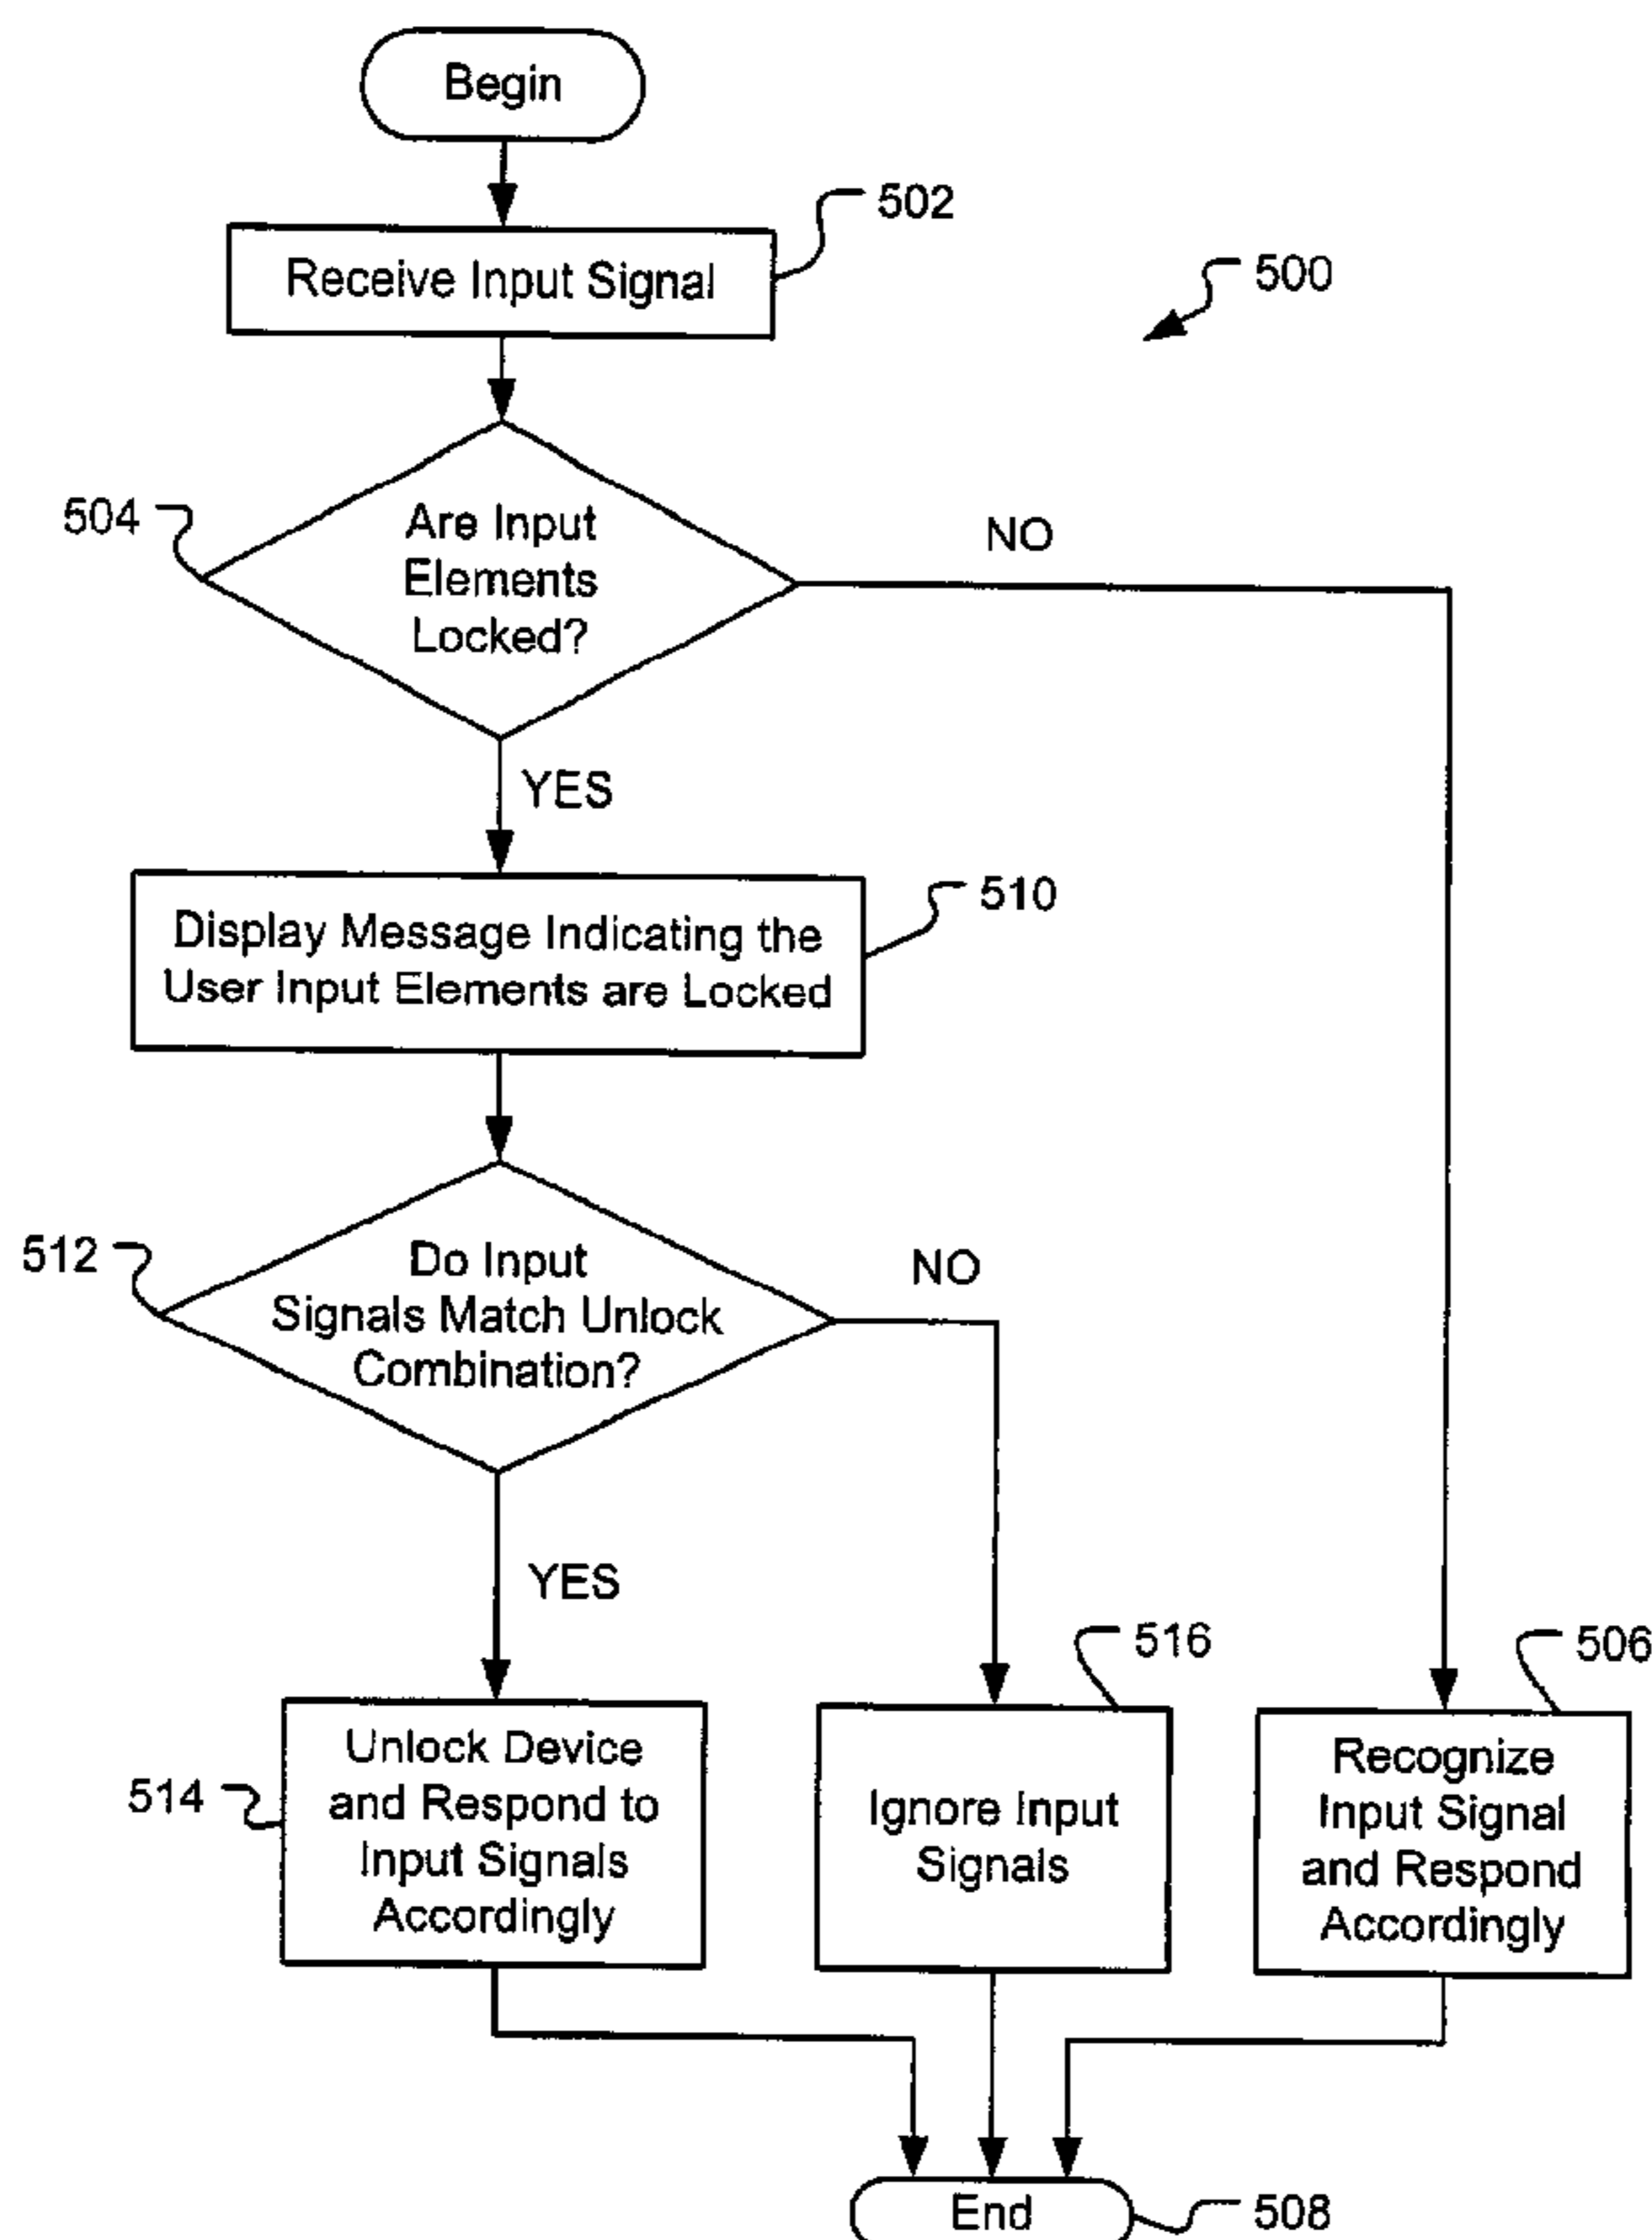 Begin
502
Receive Input Signal
500
504
Are Input
Elements
Locked?
NO
YES
510
Display Message Indicating the
User Input Elements are Locked
512
Do Input
Signals Match Unlock
Combination?
NO
YES
514
Unlock Device
and Respond to
Input Signals
Accordingly
516
Ignore Input
Signals
506
Recognize
Input Signal
and Respond
Accordingly
End
508